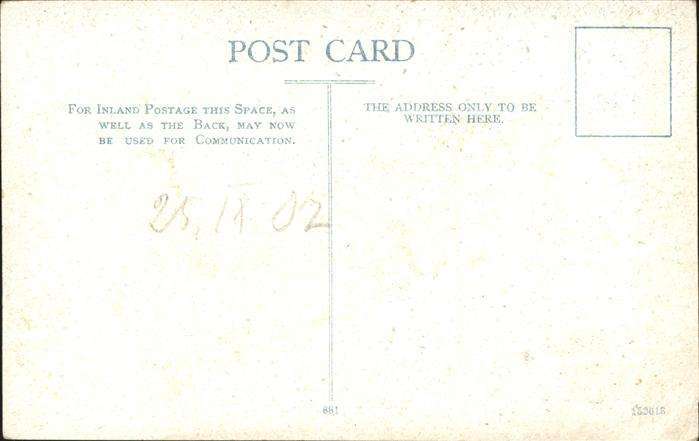 POST CARD
FOR INLAND POSTAGE THIS SPACE, AS
WELL AS THE BACK, MAY NOW
BE USED FOR COMMUNICATION.
THE ADDRESS ONLY TO BE
WRITTEN HERE.
25. IX. 02
881